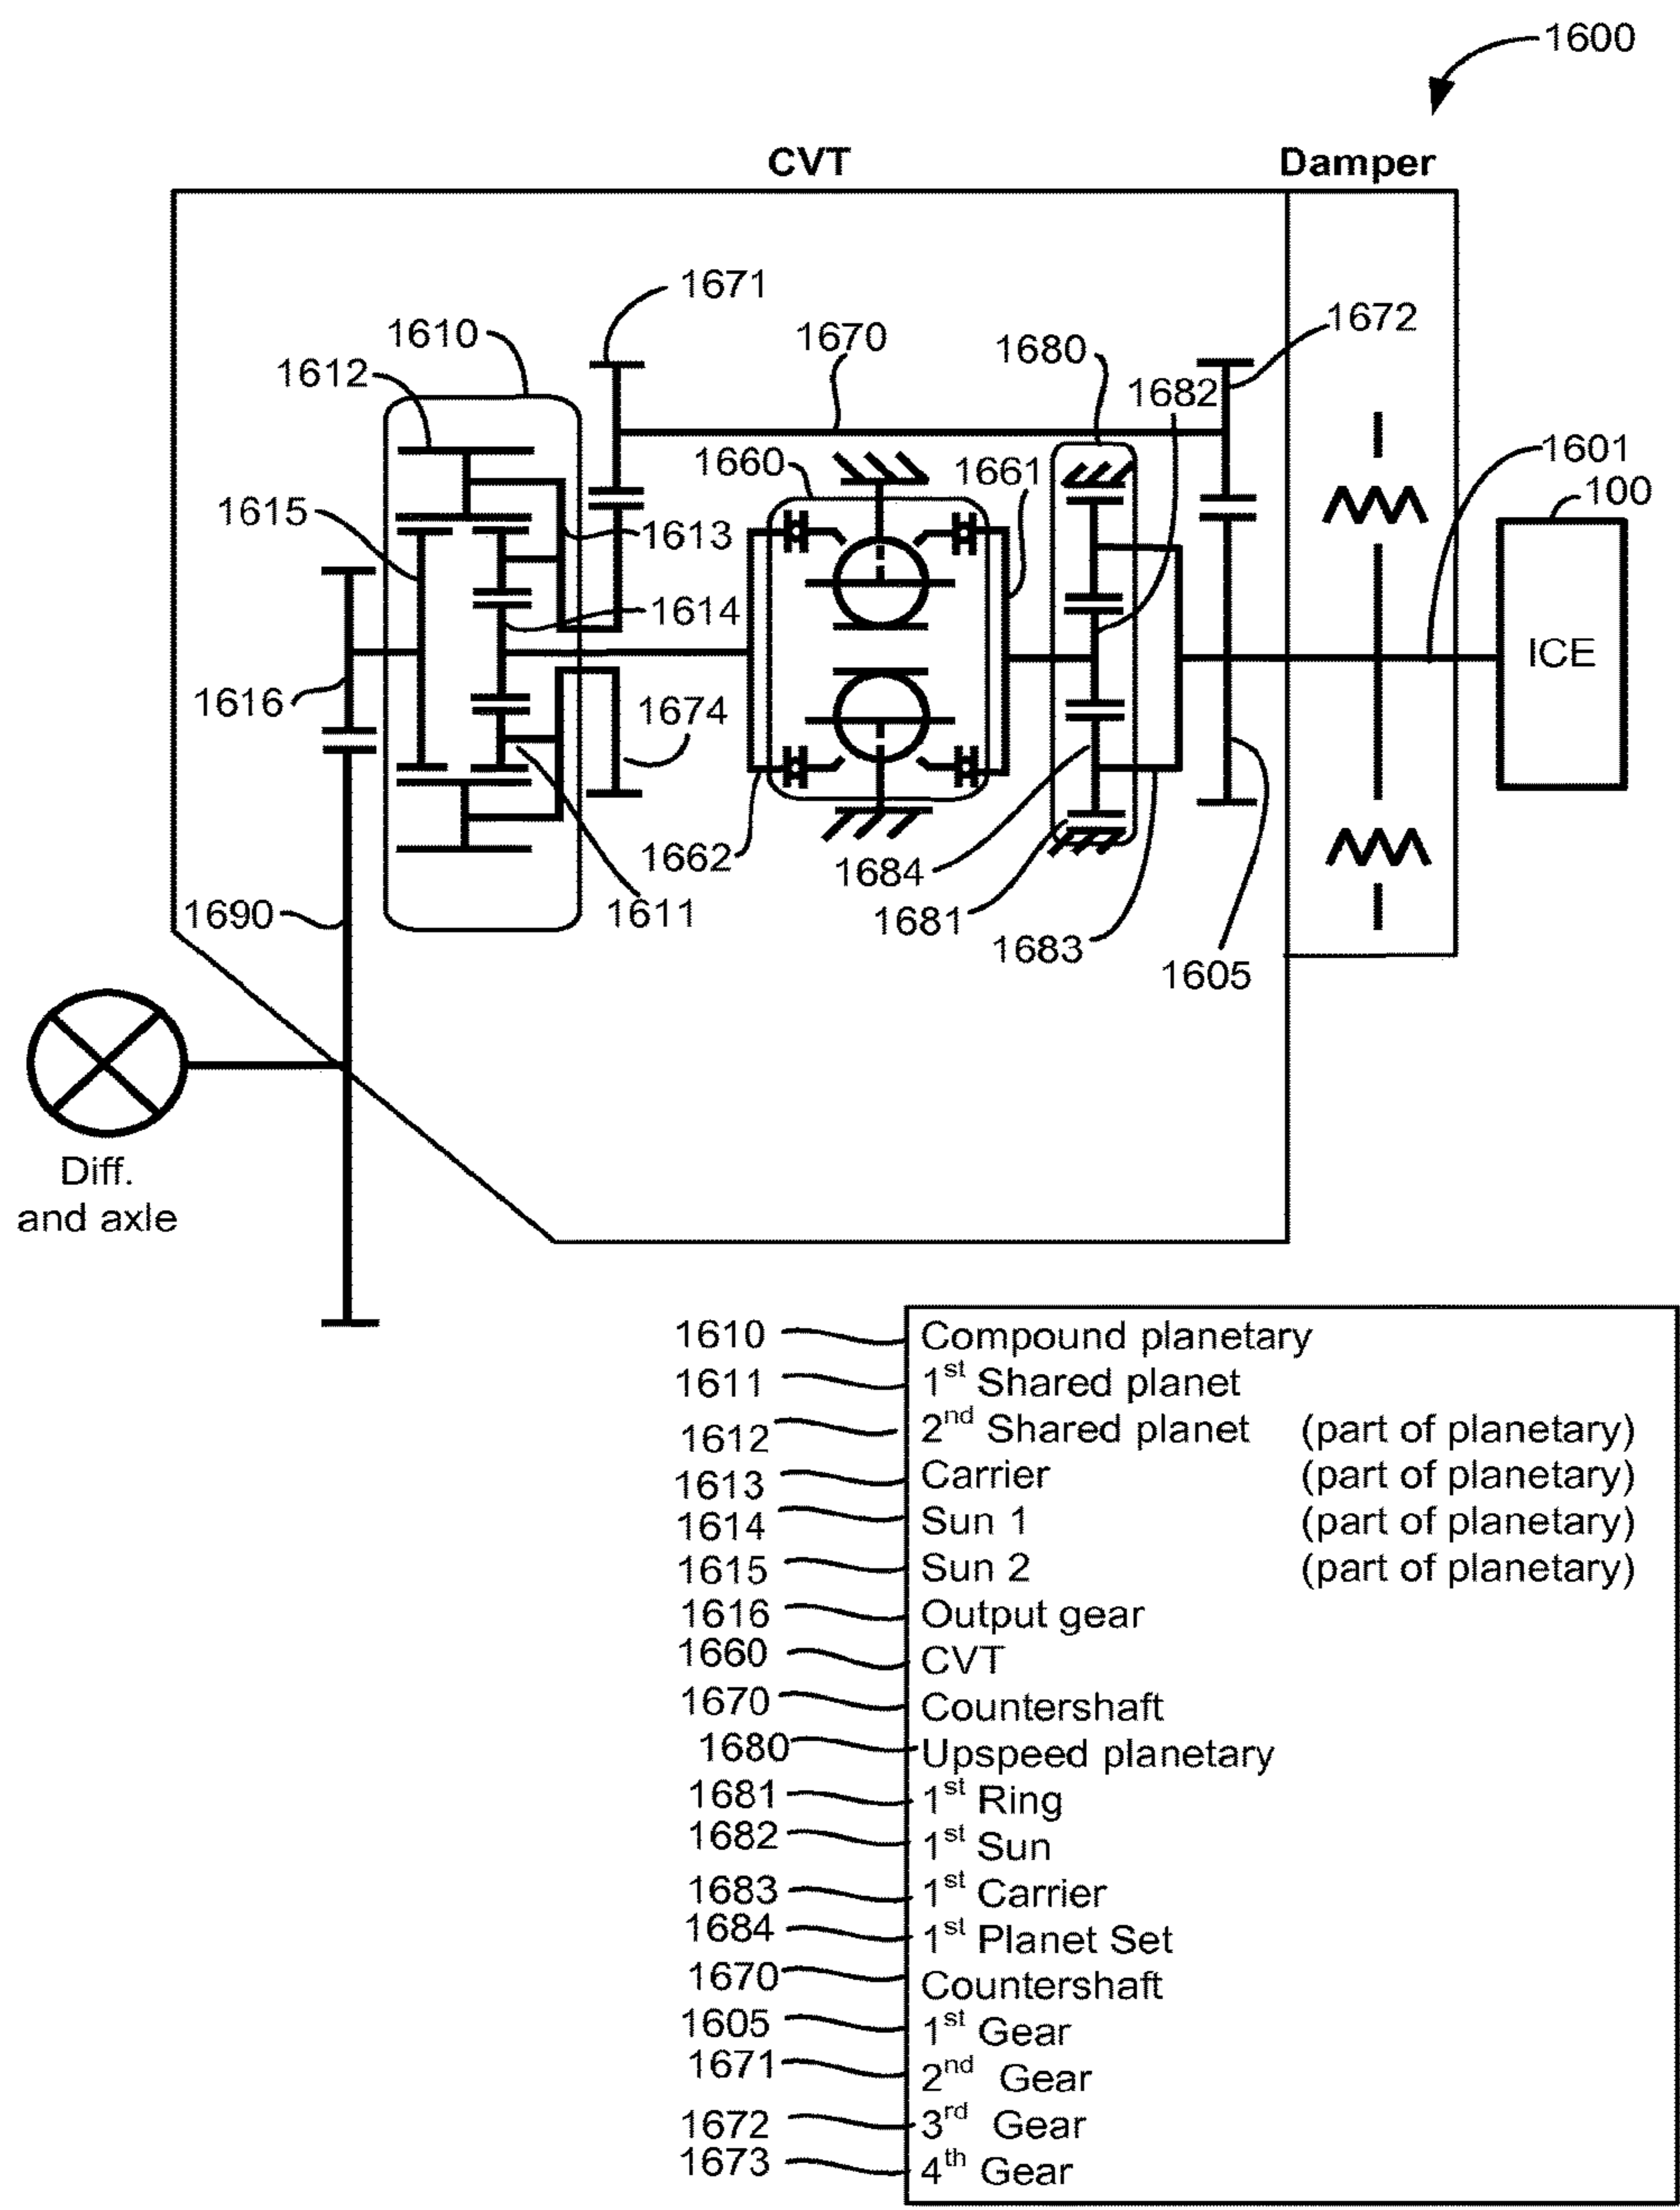 1600
CVT
Damper
1671
1610
1670
1672
1612
1680
1682
1660
1661
1601
100
1615
1613
1614
ICE
1616
1674
1662
1684
1690
1611
1681
1683
1605
Diff.
and axle
1610 Compound planetary
1611 1st Shared planet
1612 2nd Shared planet (part of planetary)
1613 Carrier (part of planetary)
1614 Sun 1 (part of planetary)
1615 Sun 2 (part of planetary)
1616 Output gear
1660 CVT
1670 Countershaft
1680 Upspeed planetary
1681 1st Ring
1682 1st Sun
1683 1st Carrier
1684 1st Planet Set
1670 Countershaft
1605 1st Gear
1671 2nd Gear
1672 3rd Gear
1673 4th Gear